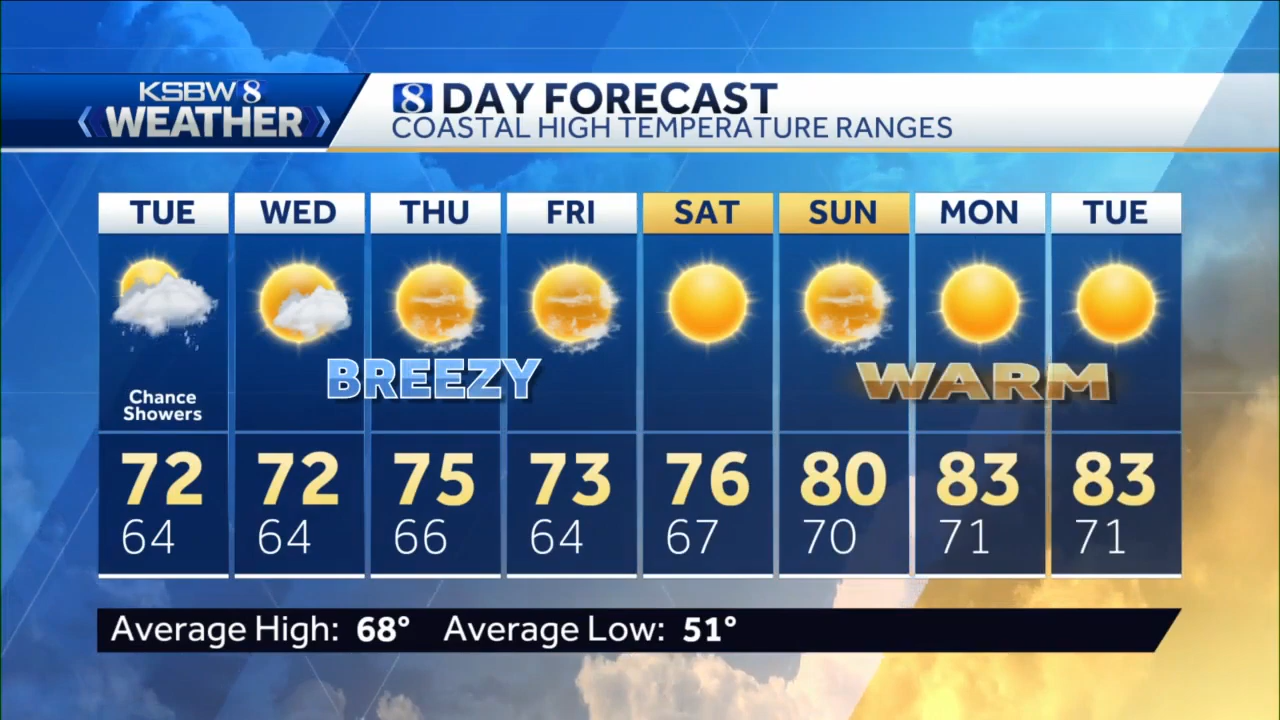 KSBW 8
WEATHER
8 DAY FORECAST
COASTAL HIGH TEMPERATURE RANGES
TUE WED THU FRI SAT SUN MON TUE
BREEZY WARM
Chance
Showers
72 72 75 73 76 80 83 83
64 64 66 64 67 70 71 71
Average High: 68° Average Low: 51°